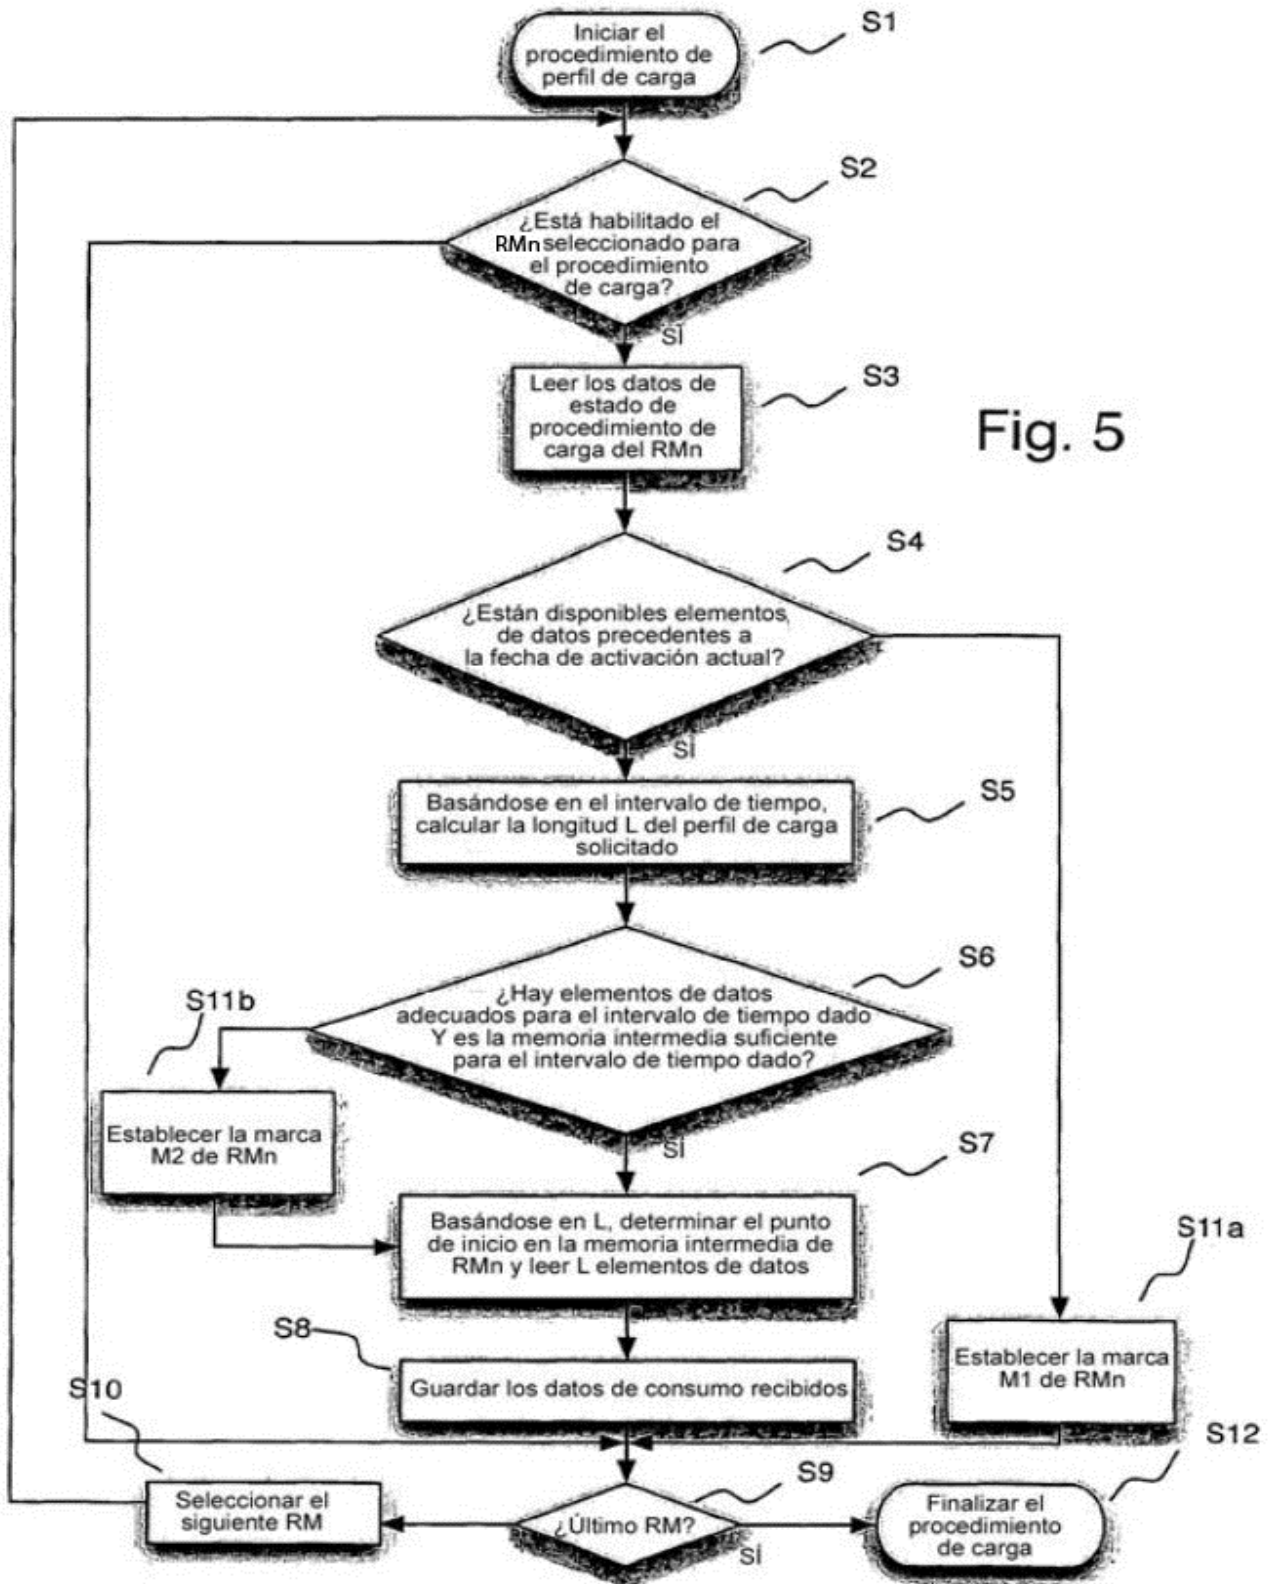 Iniciar el
procedimiento de
perfil de carga
S1
S2
¿Está habilitado el
RMn seleccionado para
el procedimiento
de carga?
SÍ
Leer los datos de
estado de
procedimiento de
carga del RMn
S3
Fig. 5
S4
¿Están disponibles elementos
de datos precedentes a
la fecha de activación actual?
SÍ
Basándose en el intervalo de tiempo,
calcular la longitud L del perfil de carga
solicitado
S5
S6
¿Hay elementos de datos
adecuados para el intervalo de tiempo dado
Y es la memoria intermedia suficiente
para el intervalo de tiempo dado?
SÍ
S11b
Establecer la marca
M2 de RMn
S7
Basándose en L, determinar el punto
de inicio en la memoria intermedia de
RMn y leer L elementos de datos
S11a
Establecer la marca
M1 de RMn
S8
Guardar los datos de consumo recibidos
S10
Seleccionar el
siguiente RM
S9
¿Último RM?
SÍ
S12
Finalizar el
procedimiento
de carga